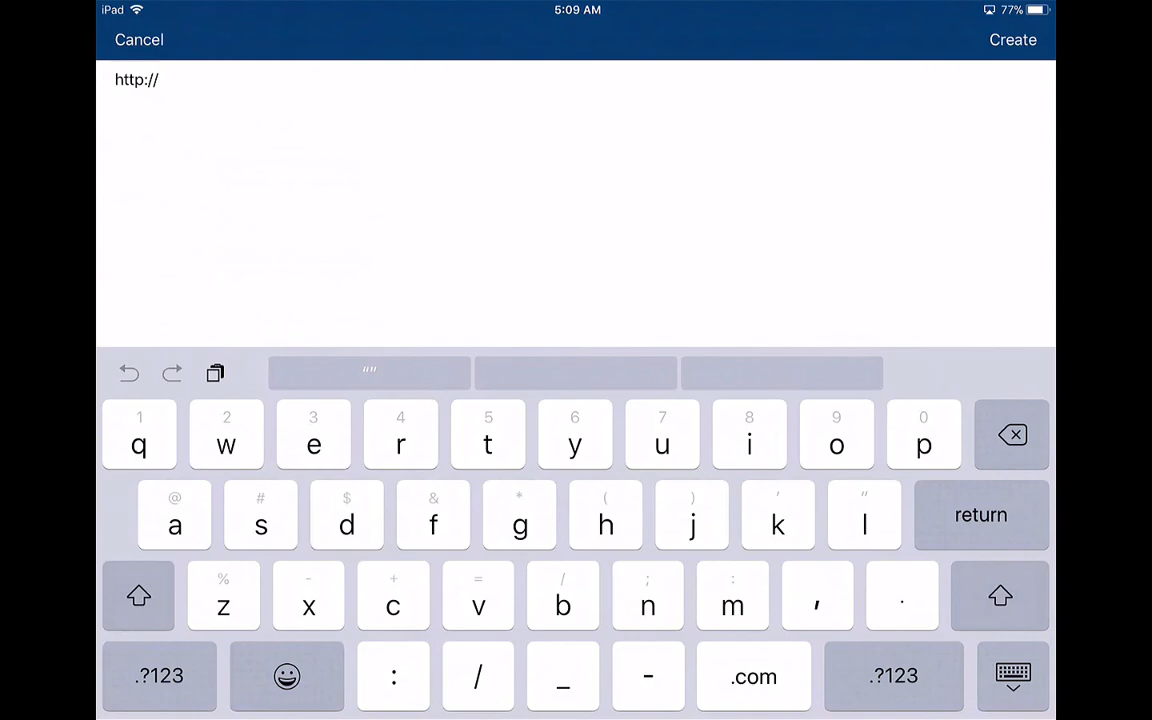 iPad 5:09 AM 77%
Cancel Create
http://
""
1 2 3 4 5 6 7 8 9 0
q w e r t y u i o p
@ # $ & * ( ) ' "
a s d f g h j k l return
% - + = / ; :
z x c v b n m , .
.?123 : / _ - .com .?123